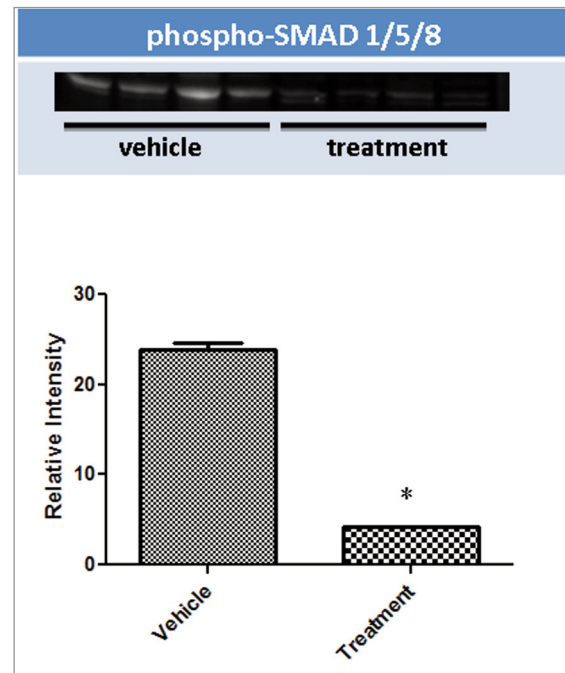 phospho-SMAD 1/5/8
vehicle treatment
30
20
10
0
Relative Intensity
*
Vehicle
Treatment